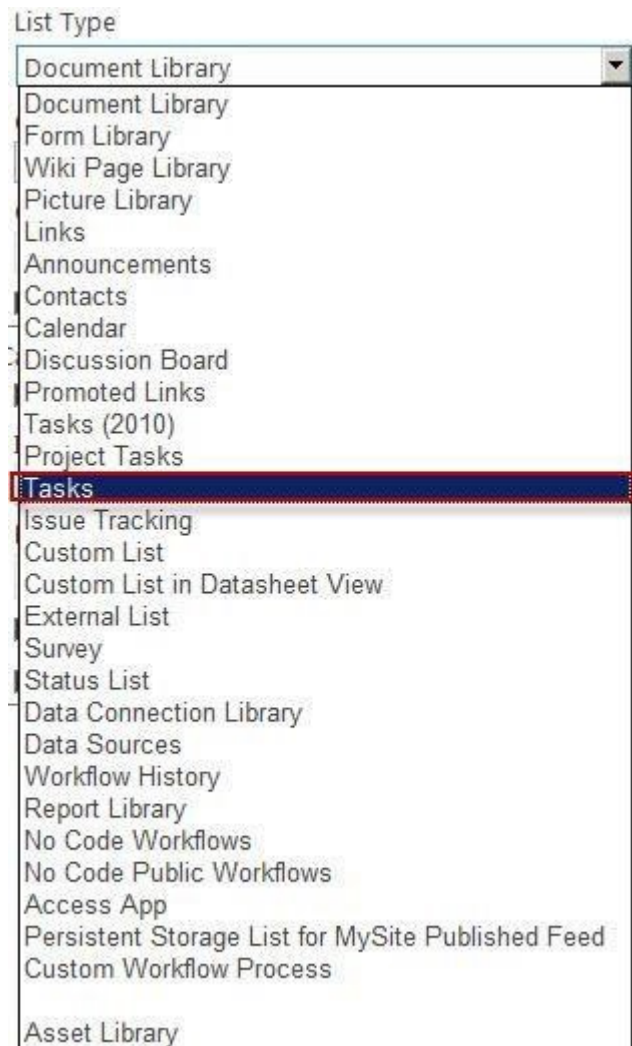 List Type
Document Library
Document Library
Form Library
Wiki Page Library
Picture Library
Links
Announcements
Contacts
Calendar
Discussion Board
Promoted Links
Tasks (2010)
Project Tasks
Tasks
Issue Tracking
Custom List
Custom List in Datasheet View
External List
Survey
Status List
Data Connection Library
Data Sources
Workflow History
Report Library
No Code Workflows
No Code Public Workflows
Access App
Persistent Storage List for MySite Published Feed
Custom Workflow Process
Asset Library